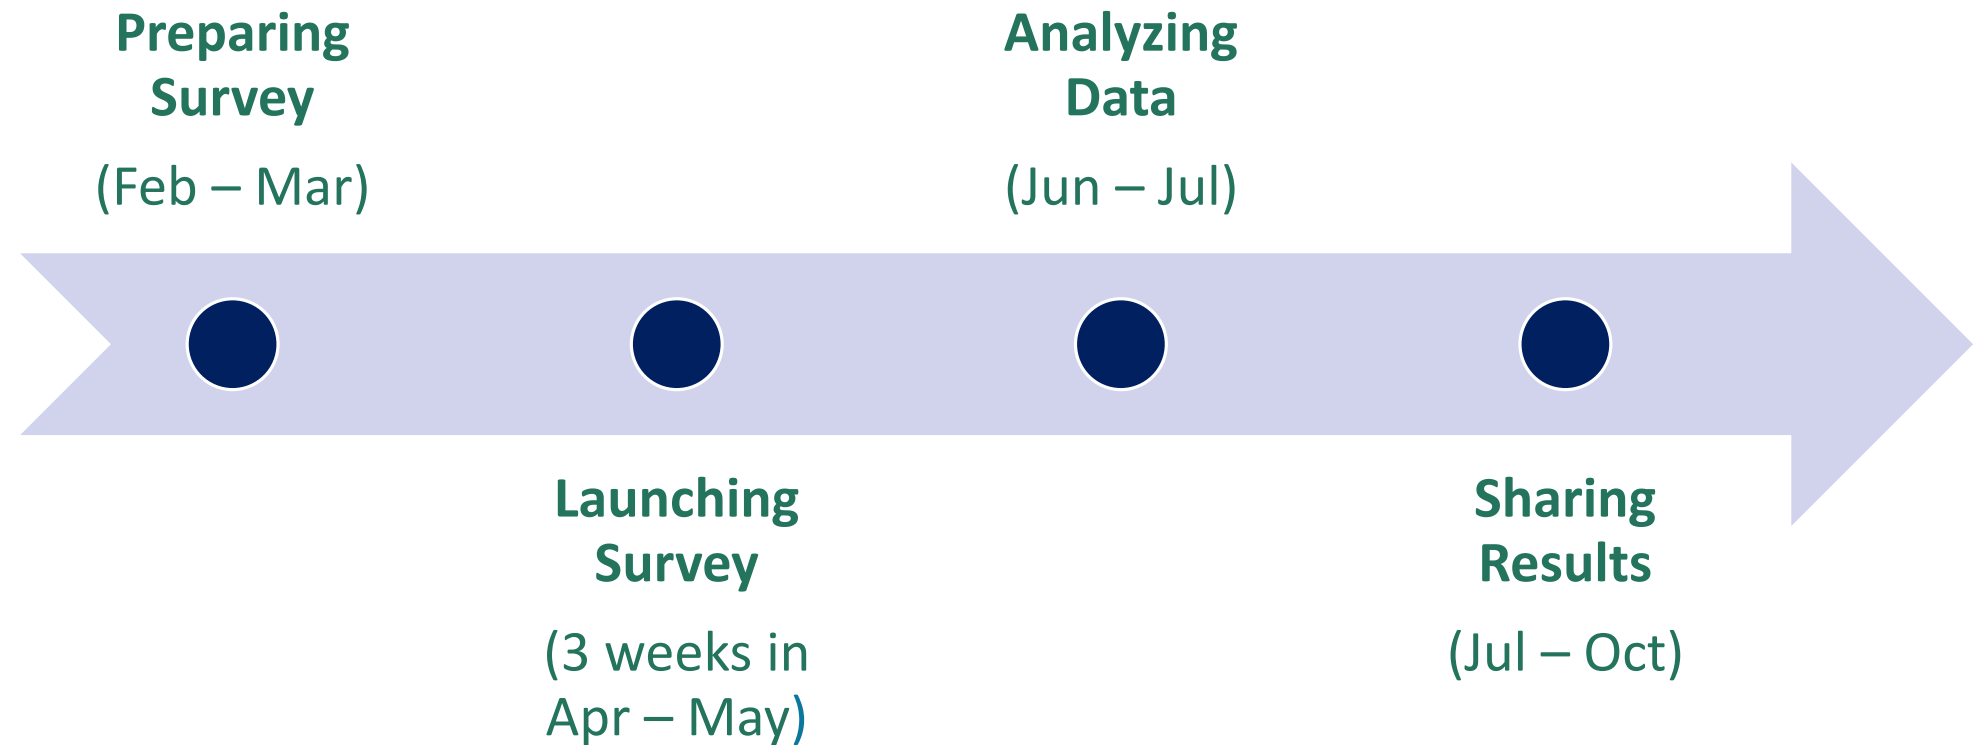 Preparing
Survey
(Feb – Mar)
Launching
Survey
(3 weeks in
Apr – May)
Analyzing
Data
(Jun – Jul)
Sharing
Results
(Jul – Oct)